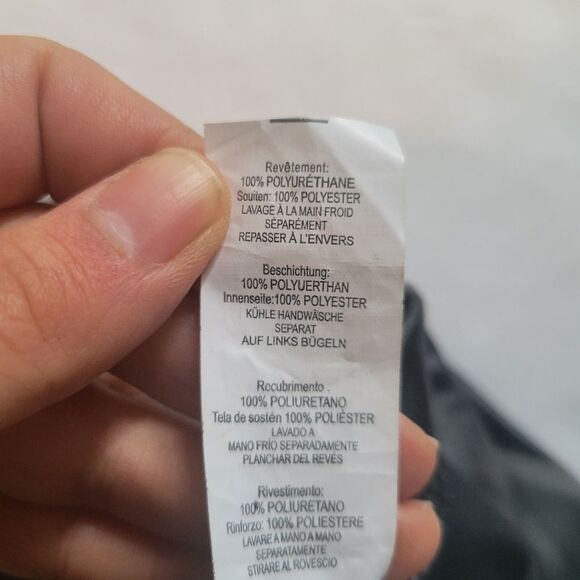 Revêtement:
100% POLYURÉTHANE
Souiten: 100% POLYESTER
LAVAGE À LA MAIN FROID
SÉPARÉMENT
REPASSER À L'ENVERS
Beschichtung:
100% POLYUERTHAN
Innenseite:100% POLYESTER
KÜHLE HANDWÄSCHE
SEPARAT
AUF LINKS BÜGELN
Recubrimento .
100% POLIURETANO
Tela de sostén 100% POLIÉSTER
LAVADO A
MANO FRÍO SEPARADAMENTE
PLANCHAR DEL REVÉS
Rivestimento:
100% POLIURETANO
Rinforzo: 100% POLIESTERE
LAVARE A MANO A MANO
SEPARATAMENTE
STIRARE AL ROVESCIO